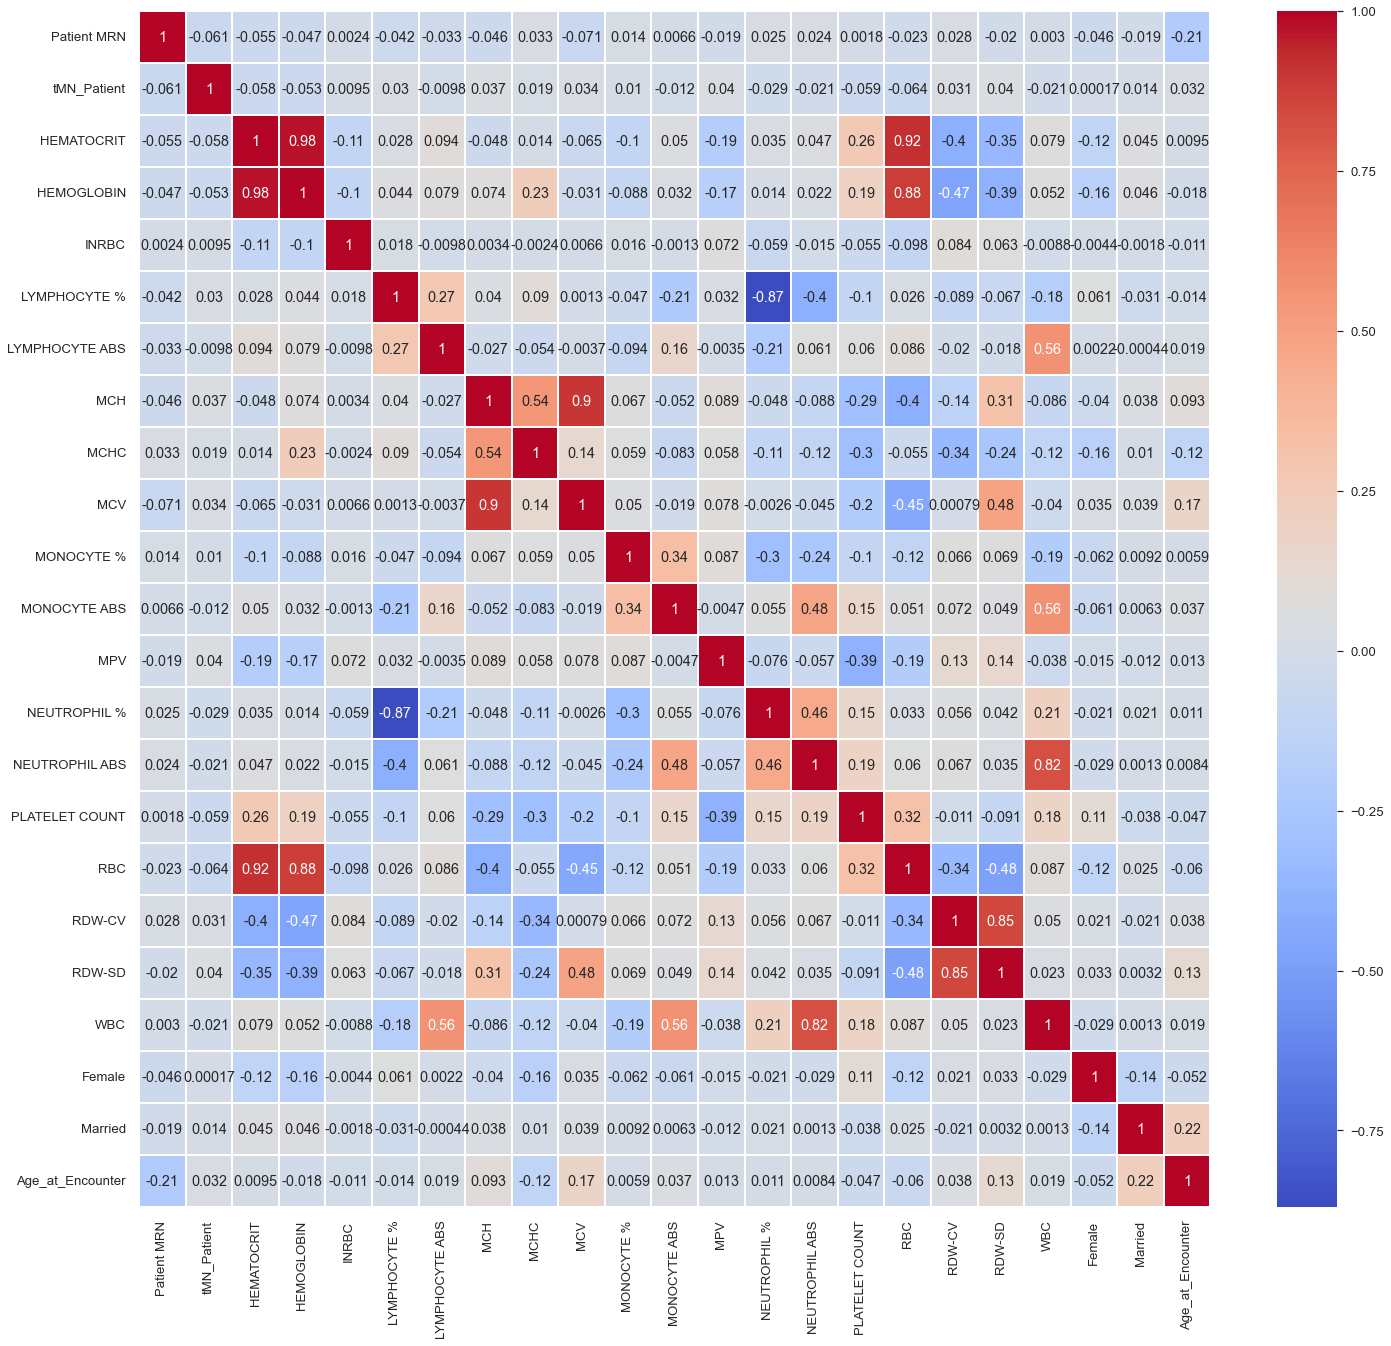 Patient MRN 1 -0.061 -0.055 -0.047 0.0024 -0.042 -0.033 -0.046 0.033 -0.071 0.014 0.0066 -0.019 0.025 0.024 0.0018 -0.023 0.028 -0.02 0.003 -0.046 -0.019 -0.21
tMN_Patient -0.061 1 -0.058 -0.053 0.0095 0.03 -0.0098 0.037 0.019 0.034 0.01 -0.012 0.04 -0.029 -0.021 -0.059 -0.064 0.031 0.04 -0.021 0.00017 0.014 0.032
HEMATOCRIT -0.055 -0.058 1 0.98 -0.11 0.028 0.094 -0.048 0.014 -0.065 -0.1 0.05 -0.19 0.035 0.047 0.26 0.92 -0.4 -0.35 0.079 -0.12 0.045 0.0095
HEMOGLOBIN -0.047 -0.053 0.98 1 -0.1 0.044 0.079 0.074 0.23 -0.031 -0.088 0.032 -0.17 0.014 0.022 0.19 0.88 -0.47 -0.39 0.052 -0.16 0.046 -0.018
INRBC 0.0024 0.0095 -0.11 -0.1 1 0.018 -0.0098 0.0034 -0.0024 0.0066 0.016 -0.0013 0.072 -0.059 -0.015 -0.055 -0.098 0.084 0.063 -0.0088 -0.0044 -0.0018 -0.011
LYMPHOCYTE % -0.042 0.03 0.028 0.044 0.018 1 0.27 0.04 0.09 0.0013 -0.047 -0.21 0.032 -0.87 -0.4 -0.1 0.026 -0.089 -0.067 -0.18 0.061 -0.031 -0.014
LYMPHOCYTE ABS -0.033 -0.0098 0.094 0.079 -0.0098 0.27 1 -0.027 -0.054 -0.0037 -0.094 0.16 -0.0035 -0.21 0.061 0.06 0.086 -0.02 -0.018 0.56 0.0022 -0.00044 0.019
MCH -0.046 0.037 -0.048 0.074 0.0034 0.04 -0.027 1 0.54 0.9 0.067 -0.052 0.089 -0.048 -0.088 -0.29 -0.4 -0.14 0.31 -0.086 -0.04 0.038 0.093
MCHC 0.033 0.019 0.014 0.23 -0.0024 0.09 -0.054 0.54 1 0.14 0.059 -0.083 0.058 -0.11 -0.12 -0.3 -0.055 -0.34 -0.24 -0.12 -0.16 0.01 -0.12
MCV -0.071 0.034 -0.065 -0.031 0.0066 0.0013 -0.0037 0.9 0.14 1 0.05 -0.019 0.078 -0.0026 -0.045 -0.2 -0.45 0.00079 0.48 -0.04 0.035 0.039 0.17
MONOCYTE % 0.014 0.01 -0.1 -0.088 0.016 -0.047 -0.094 0.067 0.059 0.05 1 0.34 0.087 -0.3 -0.24 -0.1 -0.12 0.066 0.069 -0.19 -0.062 0.0092 0.0059
MONOCYTE ABS 0.0066 -0.012 0.05 0.032 -0.0013 -0.21 0.16 -0.052 -0.083 -0.019 0.34 1 -0.0047 0.055 0.48 0.15 0.051 0.072 0.049 0.56 -0.061 0.0063 0.037
MPV -0.019 0.04 -0.19 -0.17 0.072 0.032 -0.0035 0.089 0.058 0.078 0.087 -0.0047 1 -0.076 -0.057 -0.39 -0.19 0.13 0.14 -0.038 -0.015 -0.012 0.013
NEUTROPHIL % 0.025 -0.029 0.035 0.014 -0.059 -0.87 -0.21 -0.048 -0.11 -0.0026 -0.3 0.055 -0.076 1 0.46 0.15 0.033 0.056 0.042 0.21 -0.021 0.021 0.011
NEUTROPHIL ABS 0.024 -0.021 0.047 0.022 -0.015 -0.4 0.061 -0.088 -0.12 -0.045 -0.24 0.48 -0.057 0.46 1 0.19 0.06 0.067 0.035 0.82 -0.029 0.0013 0.0084
PLATELET COUNT 0.0018 -0.059 0.26 0.19 -0.055 -0.1 0.06 -0.29 -0.3 -0.2 -0.1 0.15 -0.39 0.15 0.19 1 0.32 -0.011 -0.091 0.18 0.11 -0.038 -0.047
RBC -0.023 -0.064 0.92 0.88 -0.098 0.026 0.086 -0.4 -0.055 -0.45 -0.12 0.051 -0.19 0.033 0.06 0.32 1 -0.34 -0.48 0.087 -0.12 0.025 -0.06
RDW-CV 0.028 0.031 -0.4 -0.47 0.084 -0.089 -0.02 -0.14 -0.34 0.00079 0.066 0.072 0.13 0.056 0.067 -0.011 -0.34 1 0.85 0.05 0.021 -0.021 0.038
RDW-SD -0.02 0.04 -0.35 -0.39 0.063 -0.067 -0.018 0.31 -0.24 0.48 0.069 0.049 0.14 0.042 0.035 -0.091 -0.48 0.85 1 0.023 0.033 0.0032 0.13
WBC 0.003 -0.021 0.079 0.052 -0.0088 -0.18 0.56 -0.086 -0.12 -0.04 -0.19 0.56 -0.038 0.21 0.82 0.18 0.087 0.05 0.023 1 -0.029 0.0013 0.019
Female -0.046 0.00017 -0.12 -0.16 -0.0044 0.061 0.0022 -0.04 -0.16 0.035 -0.062 -0.061 -0.015 -0.021 -0.029 0.11 -0.12 0.021 0.033 -0.029 1 -0.14 -0.052
Married -0.019 0.014 0.045 0.046 -0.0018 -0.031 -0.00044 0.038 0.01 0.039 0.0092 0.0063 -0.012 0.021 0.0013 -0.038 0.025 -0.021 0.0032 0.0013 -0.14 1 0.22
Age_at_Encounter -0.21 0.032 0.0095 -0.018 -0.011 -0.014 0.019 0.093 -0.12 0.17 0.0059 0.037 0.013 0.011 0.0084 -0.047 -0.06 0.038 0.13 0.019 -0.052 0.22 1
Patient MRN
tMN_Patient
HEMATOCRIT
HEMOGLOBIN
INRBC
LYMPHOCYTE %
LYMPHOCYTE ABS
MCH
MCHC
MCV
MONOCYTE %
MONOCYTE ABS
MPV
NEUTROPHIL %
NEUTROPHIL ABS
PLATELET COUNT
RBC
RDW-CV
RDW-SD
WBC
Female
Married
Age_at_Encounter
1.00
0.75
0.50
0.25
0.00
−0.25
−0.50
−0.75